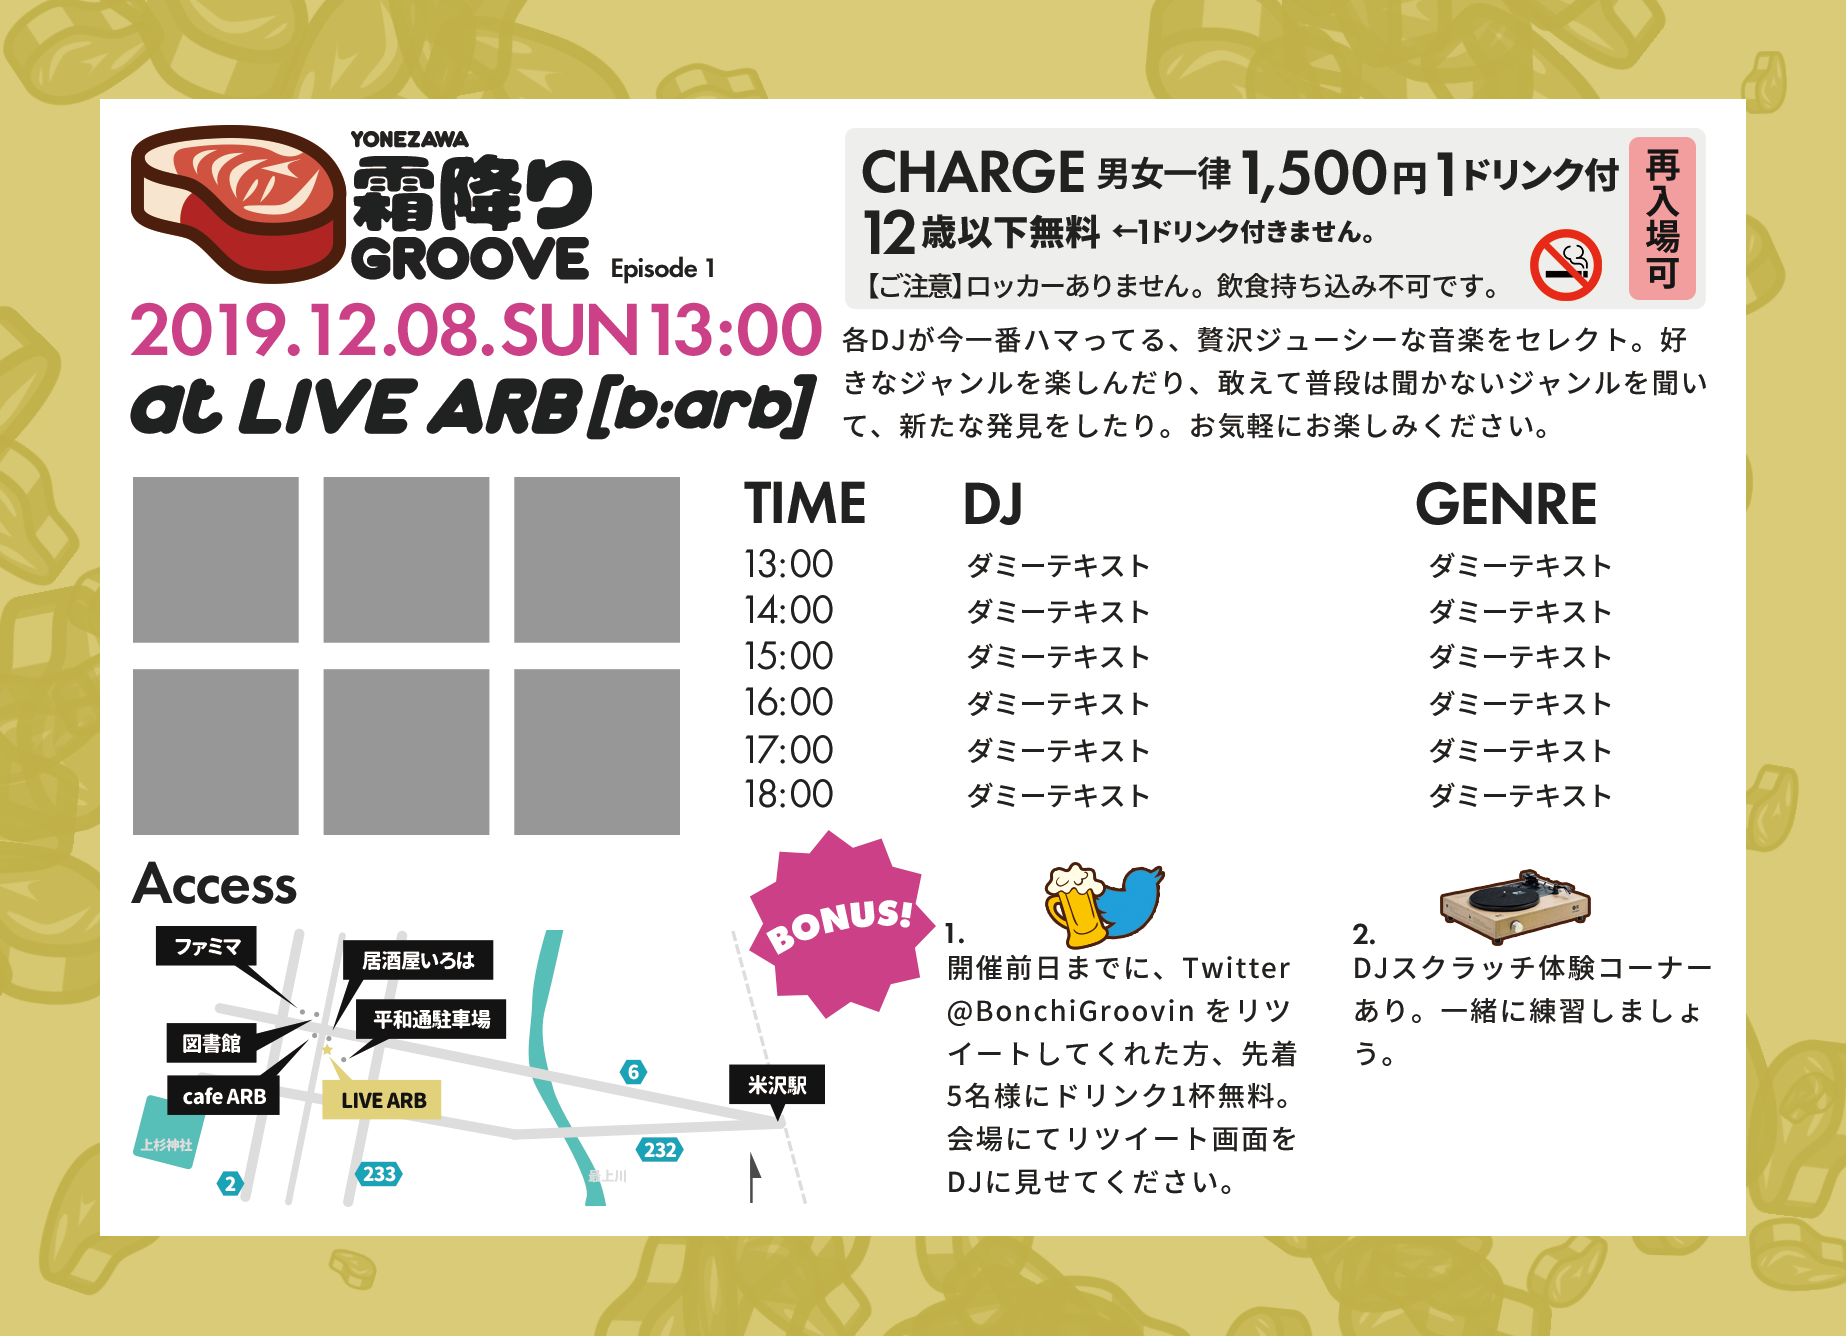 YONEZAWA
霜降り
GROOVE
Episode 1
2019.12.08.SUN 13:00
at LIVE ARB [b:arb]
CHARGE 男女一律 1,500円 1ドリンク付
12歳以下無料 ←1ドリンク付きません。
【ご注意】ロッカーありません。飲食持ち込み不可です。
再入場可
各DJが今一番ハマってる、贅沢ジューシーな音楽をセレクト。好
きなジャンルを楽しんだり、敢えて普段は聞かないジャンルを聞い
て、新たな発見をしたり。お気軽にお楽しみください。
TIME DJ GENRE
13:00 ダミーテキスト ダミーテキスト
14:00 ダミーテキスト ダミーテキスト
15:00 ダミーテキスト ダミーテキスト
16:00 ダミーテキスト ダミーテキスト
17:00 ダミーテキスト ダミーテキスト
18:00 ダミーテキスト ダミーテキスト
Access
ファミマ
居酒屋いろは
平和通駐車場
図書館
cafe ARB
LIVE ARB
上杉神社
米沢駅
最上川
6
232
233
2
BONUS!
1.
開催前日までに、Twitter
@BonchiGroovin をリツ
イートしてくれた方、先着
5名様にドリンク1杯無料。
会場にてリツイート画面を
DJに見せてください。
2.
DJスクラッチ体験コーナー
あり。一緒に練習しましょ
う。